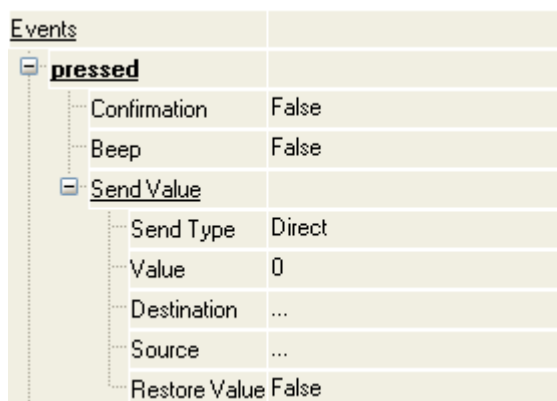 Events
pressed
Confirmation False
Beep False
Send Value
Send Type Direct
Value 0
Destination ...
Source ...
Restore Value False